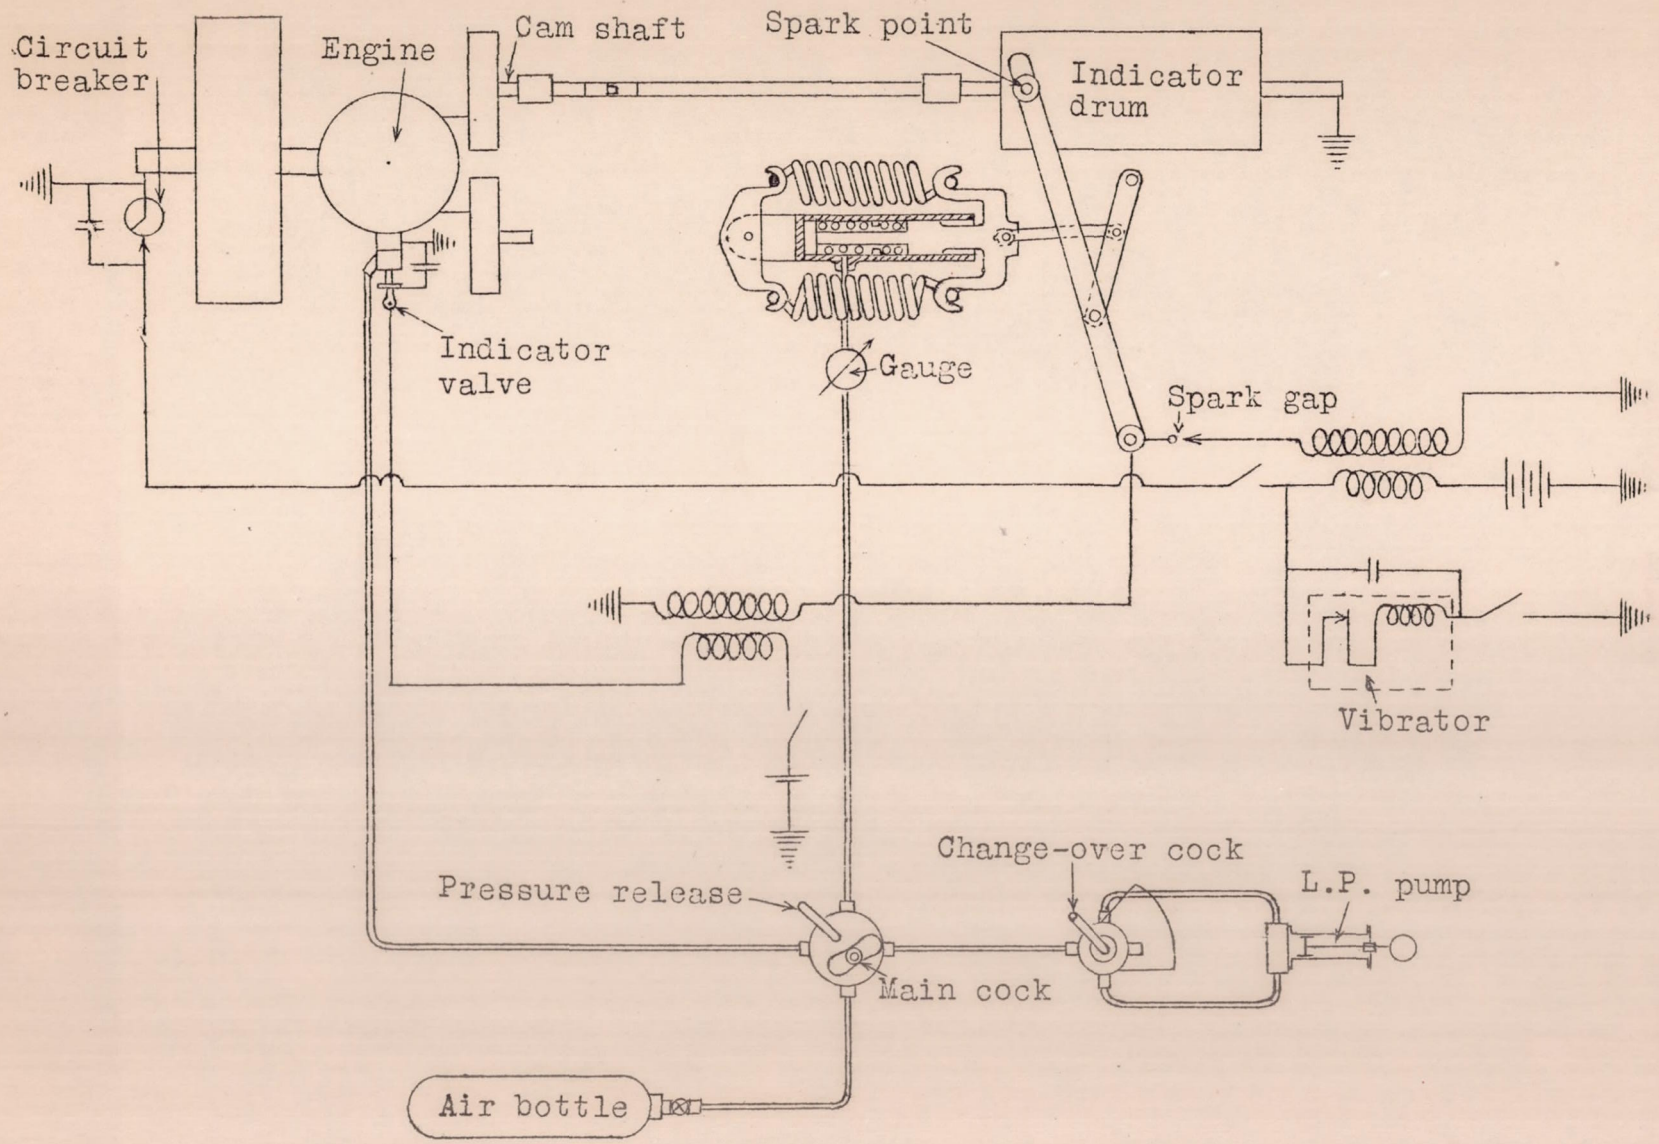 Circuit
breaker
Engine
Cam shaft
Spark point
Indicator
drum
Indicator
valve
Gauge
Spark gap
Vibrator
Change-over cock
Pressure release
L.P. pump
Main cock
Air bottle